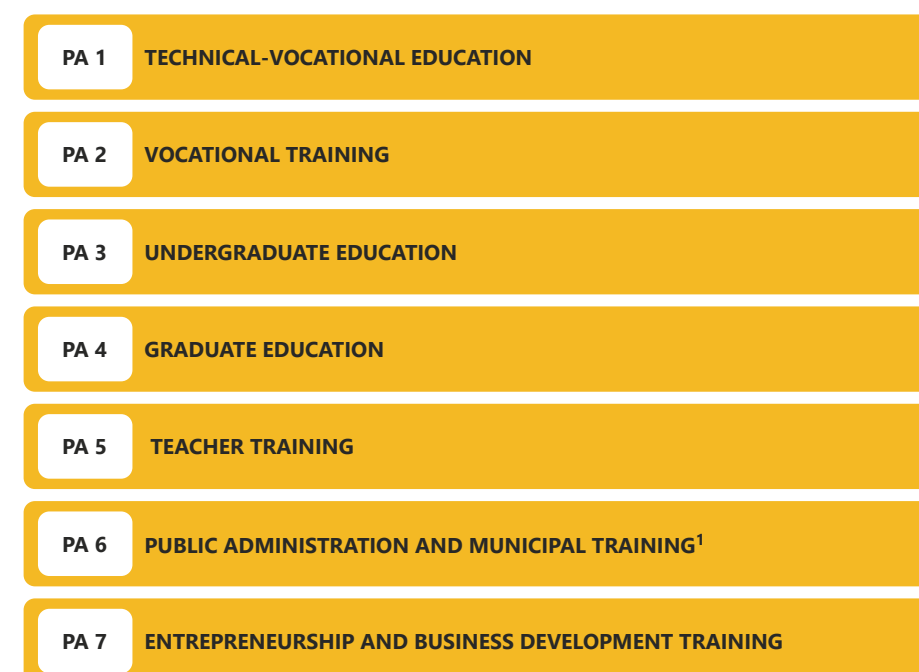 PA 1 TECHNICAL-VOCATIONAL EDUCATION
PA 2 VOCATIONAL TRAINING
PA 3 UNDERGRADUATE EDUCATION
PA 4 GRADUATE EDUCATION
PA 5 TEACHER TRAINING
PA 6 PUBLIC ADMINISTRATION AND MUNICIPAL TRAINING¹
PA 7 ENTREPRENEURSHIP AND BUSINESS DEVELOPMENT TRAINING